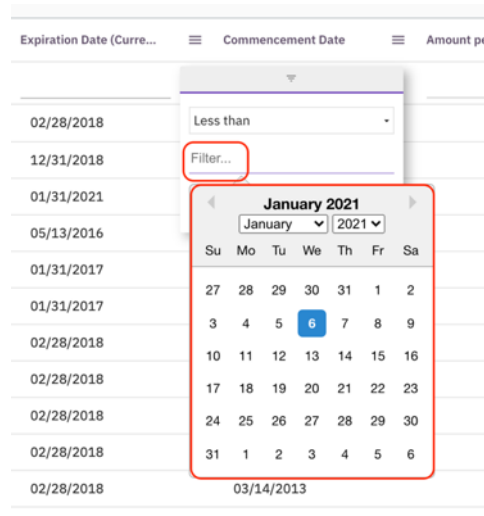 Expiration Date (Curre... Commencement Date Amount pe
Less than
02/28/2018
Filter...
12/31/2018
01/31/2021
January 2021
January 2021
05/13/2016
Su Mo Tu We Th Fr Sa
01/31/2017
27 28 29 30 31 1 2
01/31/2017
3 4 5 6 7 8 9
02/28/2018
10 11 12 13 14 15 16
02/28/2018
17 18 19 20 21 22 23
02/28/2018
24 25 26 27 28 29 30
02/28/2018
31 1 2 3 4 5 6
02/28/2018 03/14/2013